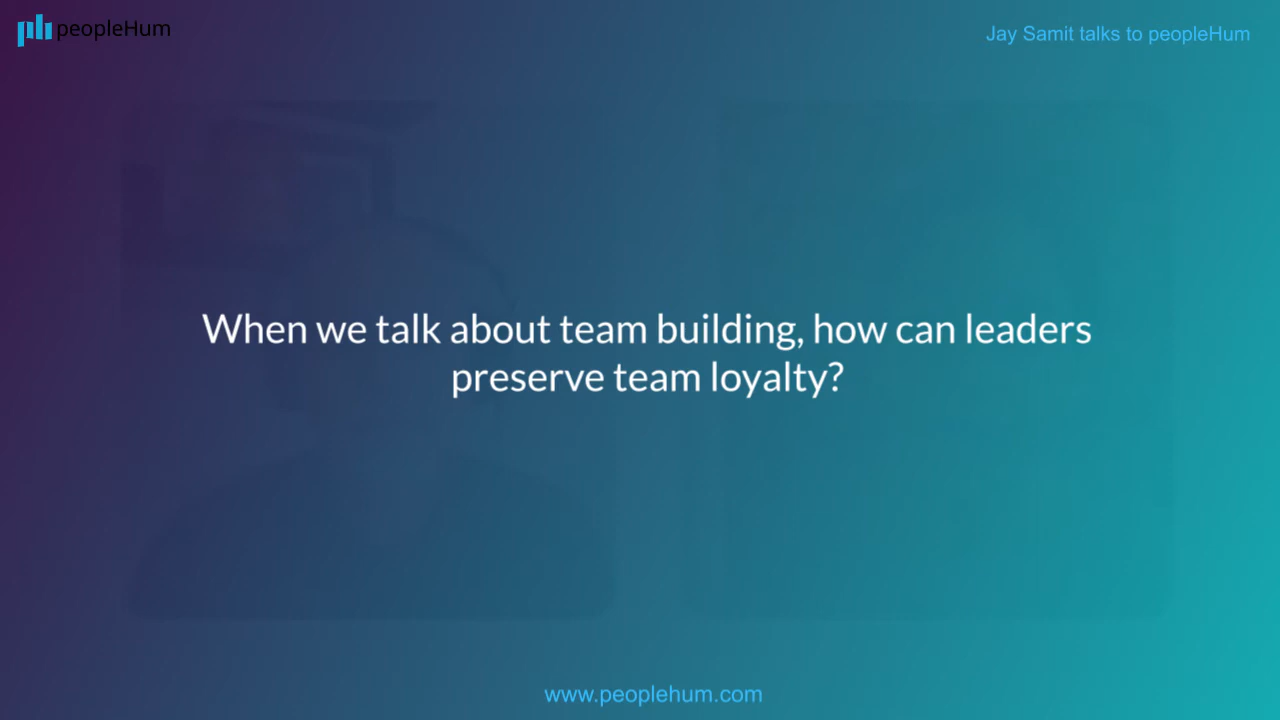 peopleHum
Jay Samit talks to peopleHum
When we talk about team building, how can leaders
preserve team loyalty?
www.peoplehum.com